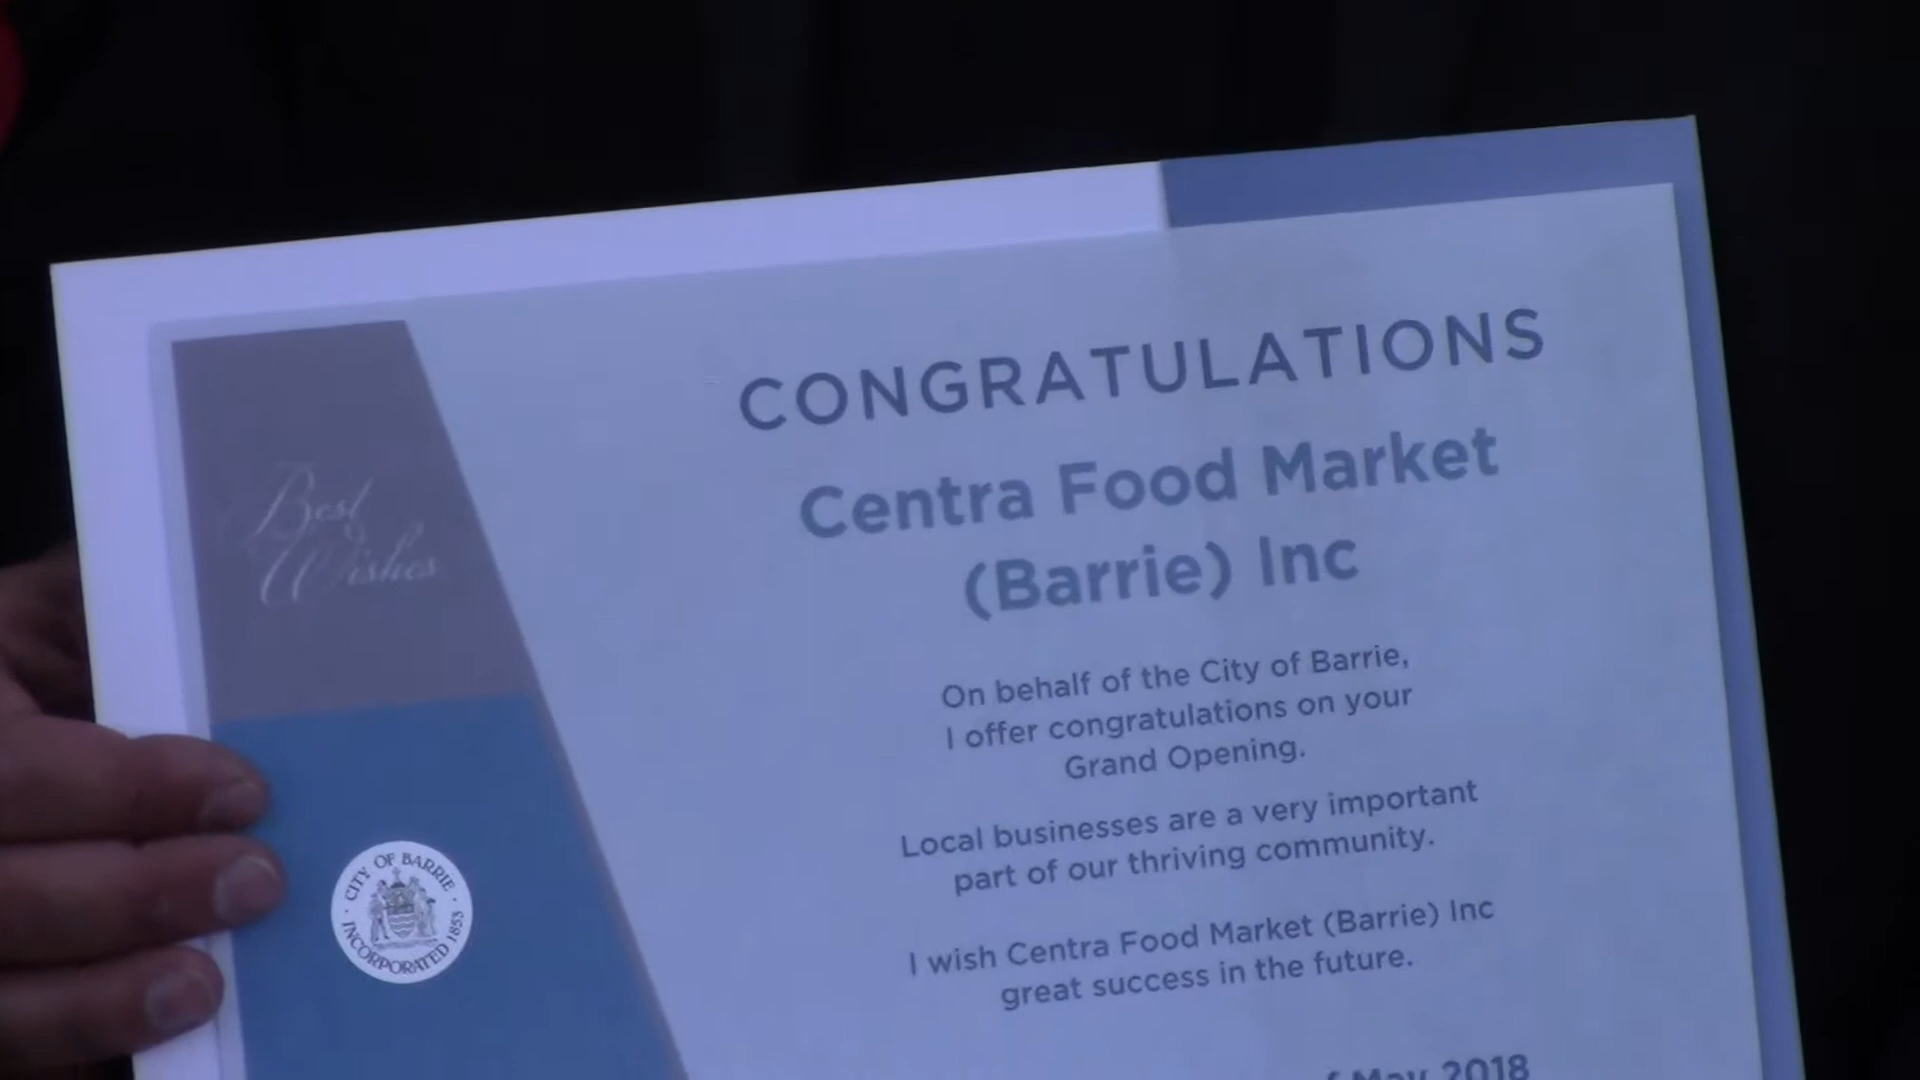 CONGRATULATIONS
Centra Food Market
(Barrie) Inc
On behalf of the City of Barrie,
I offer congratulations on your
Grand Opening.
Local businesses are a very important
part of our thriving community.
I wish Centra Food Market (Barrie) Inc
great success in the future.
of May 2018
Best
Wishes
CITY OF BARRIE
INCORPORATED 1853